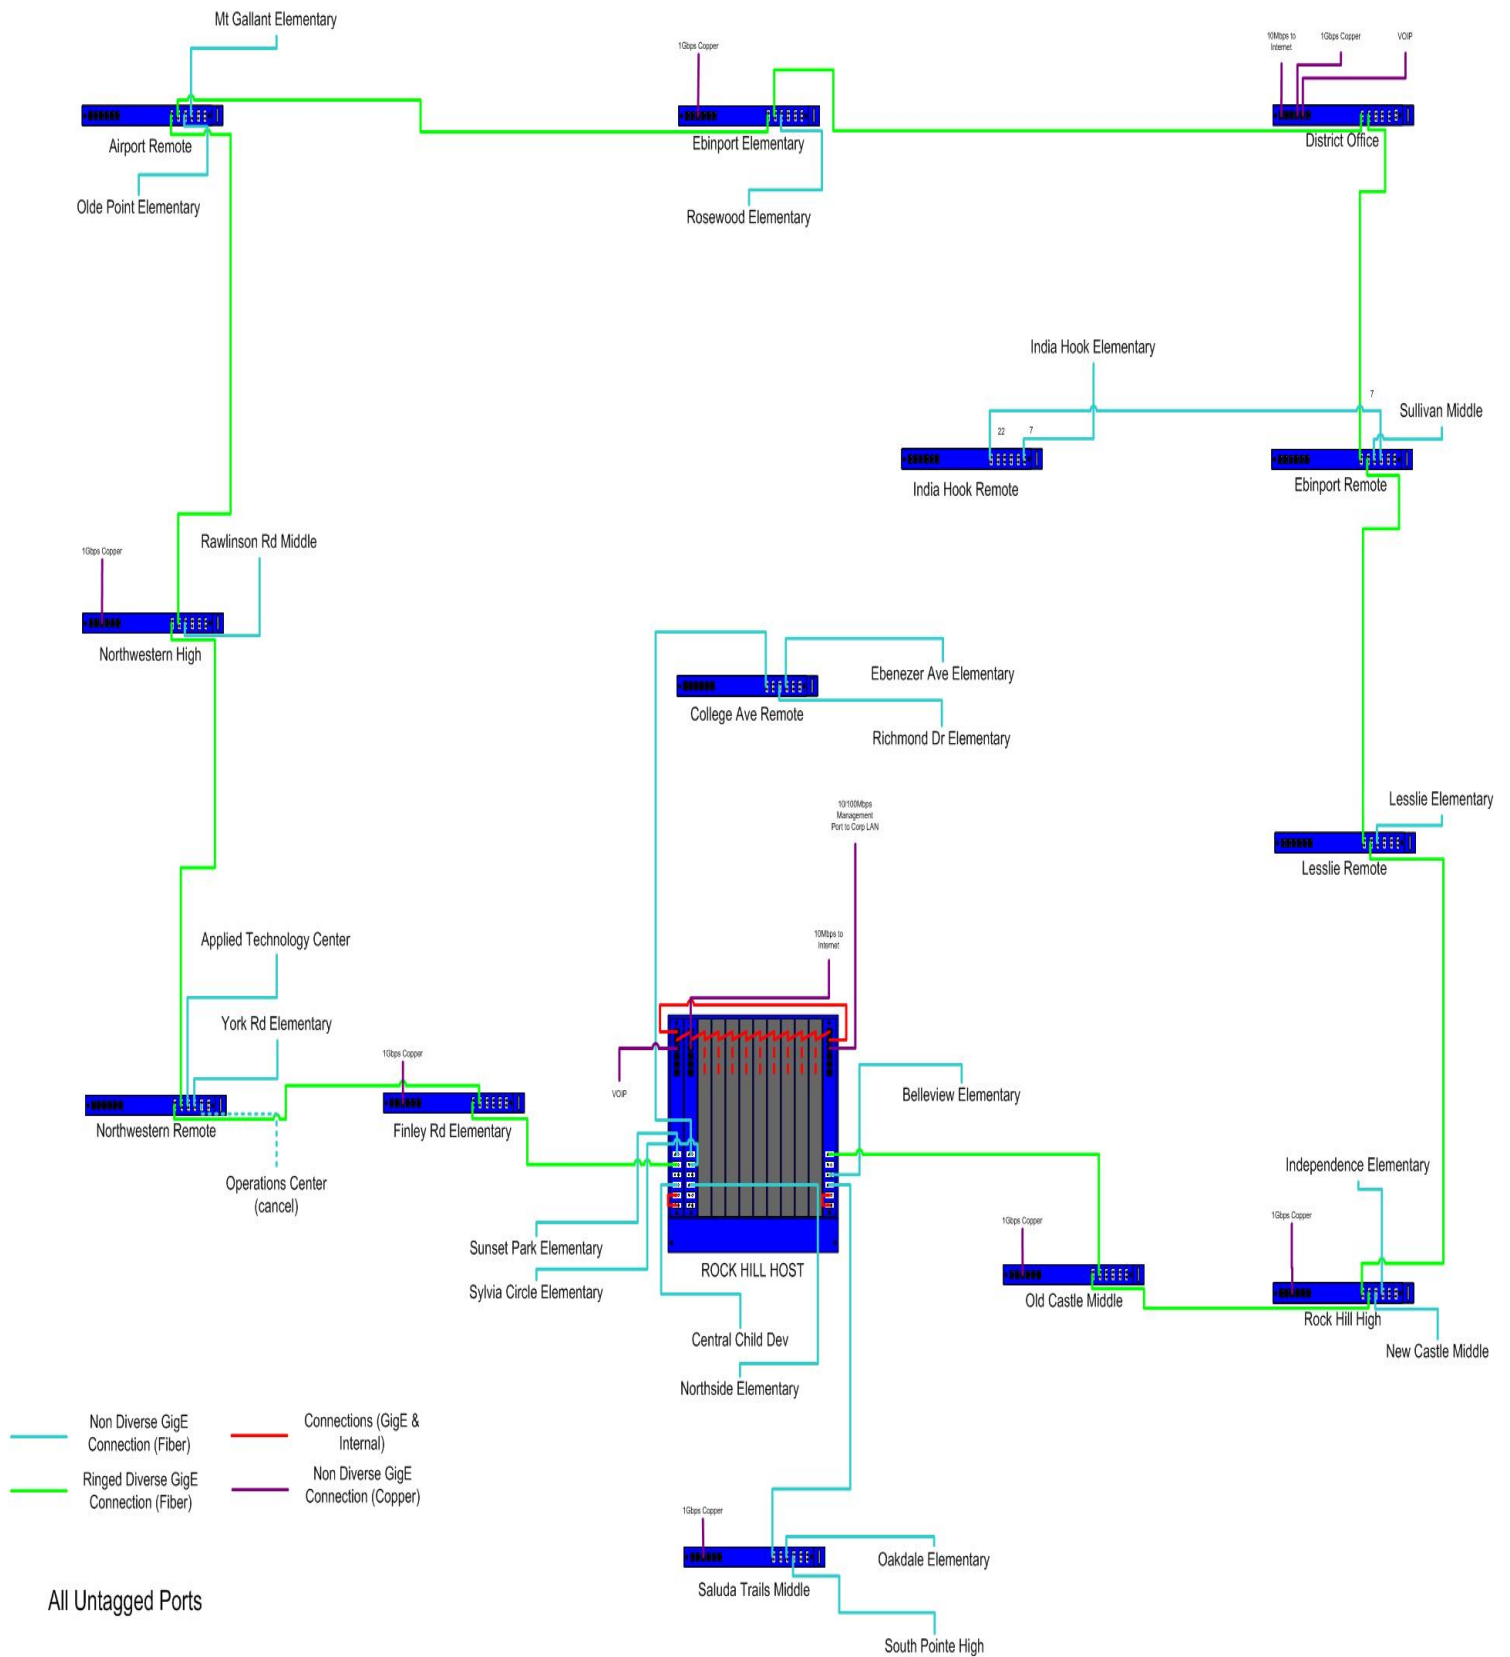 Mt Gallant Elementary
1Gbps Copper
10Mbps to
Internet
1Gbps Copper
VOIP
Airport Remote
Ebinport Elementary
District Office
Olde Point Elementary
Rosewood Elementary
India Hook Elementary
7
Sullivan Middle
22
7
India Hook Remote
Ebinport Remote
1Gbps Copper
Rawlinson Rd Middle
Northwestern High
Ebenezer Ave Elementary
College Ave Remote
Richmond Dr Elementary
10/100Mbps
Management
Port to Corp LAN
Lesslie Elementary
Lesslie Remote
Applied Technology Center
10Mbps to
Internet
York Rd Elementary
1Gbps Copper
VOIP
Belleview Elementary
Northwestern Remote
Finley Rd Elementary
Operations Center
(cancel)
Independence Elementary
1Gbps Copper
1Gbps Copper
Sunset Park Elementary
ROCK HILL HOST
Sylvia Circle Elementary
Old Castle Middle
Rock Hill High
Central Child Dev
New Castle Middle
Northside Elementary
Non Diverse GigE
Connection (Fiber)
Connections (GigE &
Internal)
Ringed Diverse GigE
Connection (Fiber)
Non Diverse GigE
Connection (Copper)
1Gbps Copper
Oakdale Elementary
Saluda Trails Middle
All Untagged Ports
South Pointe High